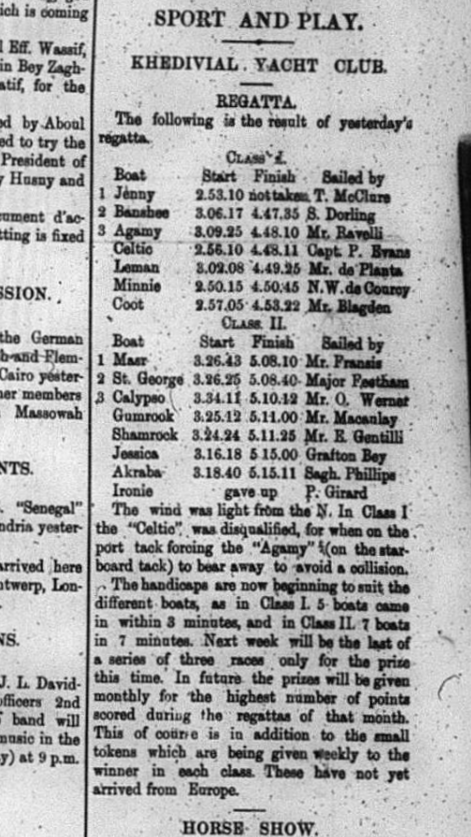 ich is coming
Eff. Wassif,
in Bey Zagh-
atif, for the
ed by Aboul
ed to try the
President of
y Husny and
cument d'ac-
tting is fixed
SSION.
the German
h-and Flem-
Cairo yester-
her members
Massowah
NTS.
"Senegal"
ndria yester-
arrived here
ntwerp, Lon-
NS.
J. L. David-
officers 2nd
band will
music in the
y) at 9 p.m.
SPORT AND PLAY.
KHEDIVIAL YACHT CLUB.
REGATTA.
The following is the result of yesterday's
regatta.
CLASS I.
Boat Start Finish Sailed by
1 Jenny 2.53.10 not taken T. McClure
2 Banshee 3.06.17 4.47.35 S. Dorling
3 Agamy 3.09.25 4.48.10 Mr. Ravelli
Celtic 2.56.10 4.48.11 Capt. P. Evans
Leman 3.02.08 4.49.25 Mr. de Planta
Minnie 2.50.15 4.50.45 N.W. de Couroy
Coot 2.57.05 4.53.22 Mr. Blagden
CLASS II.
Boat Start Finish Sailed by
1 Masr 3.26.43 5.08.10 Mr. Fransis
2 St. George 3.26.25 5.08.40 Major Feetham
3 Calypso 3.34.11 5.10.12 Mr. O. Werner
Gumrook 3.25.12 5.11.00 Mr. Macaulay
Shamrock 3.24.24 5.11.25 Mr. E. Gentilli
Jessica 3.16.18 5 15.00 Grafton Bey
Akraba 3.18.40 5.15.11 Sagh. Phillips
Ironie gave up P. Girard
The wind was light from the N. In Class I
the "Celtic" was disqualified, for when on the
port tack forcing the "Agamy" (on the star-
board tack) to bear away to avoid a collision.
The handicaps are now beginning to suit the
different boats, as in Class I. 5 boats came
in within 3 minutes, and in Class II. 7 boats
in 7 minutes. Next week will be the last of
a series of three races only for the prize
this time. In future the prizes will be given
monthly for the highest number of points
scored during the regattas of that month.
This of course is in addition to the small
tokens which are being given weekly to the
winner in each class. These have not yet
arrived from Europe.
HORSE SHOW.